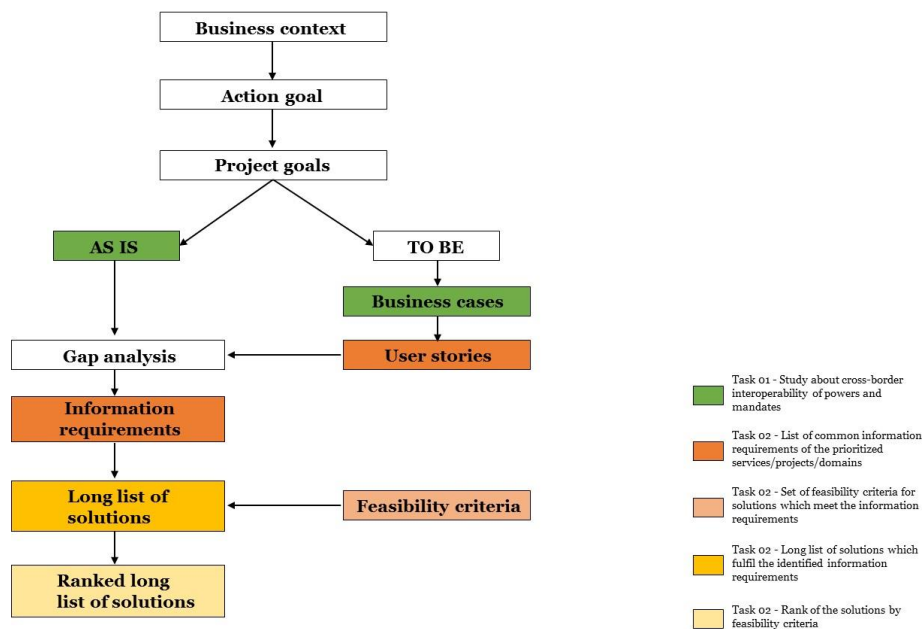 Business context
Action goal
Project goals
AS IS
TO BE
Business cases
Gap analysis
User stories
Information
requirements
Long list of
solutions
Feasibility criteria
Ranked long
list of solutions
Task 01 - Study about cross-border
interoperability of powers and
mandates
Task 02 - List of common information
requirements of the prioritized
services/projects/domains
Task 02 - Set of feasibility criteria for
solutions which meet the information
requirements
Task 02 - Long list of solutions which
fulfil the identified information
requirements
Task 02 - Rank of the solutions by
feasibility criteria